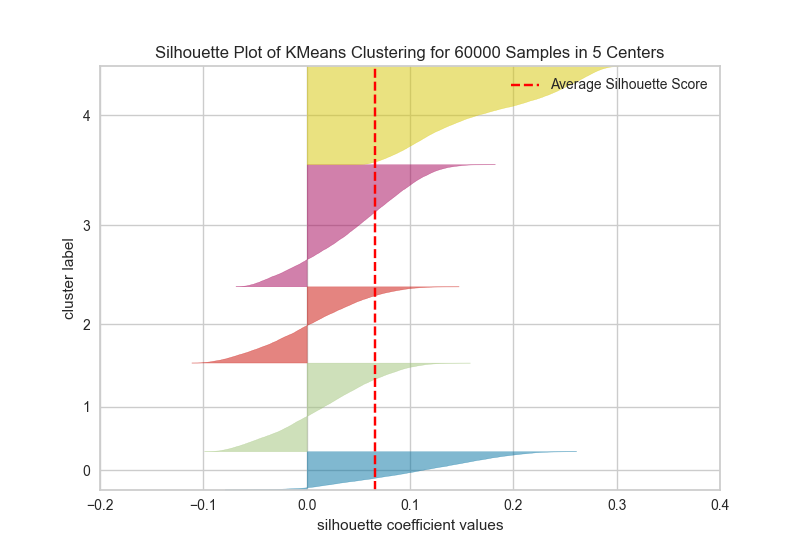 Silhouette Plot of KMeans Clustering for 60000 Samples in 5 Centers
Average Silhouette Score
4
3
2
1
0
cluster label
−0.2 −0.1 0.0 0.1 0.2 0.3 0.4
silhouette coefficient values